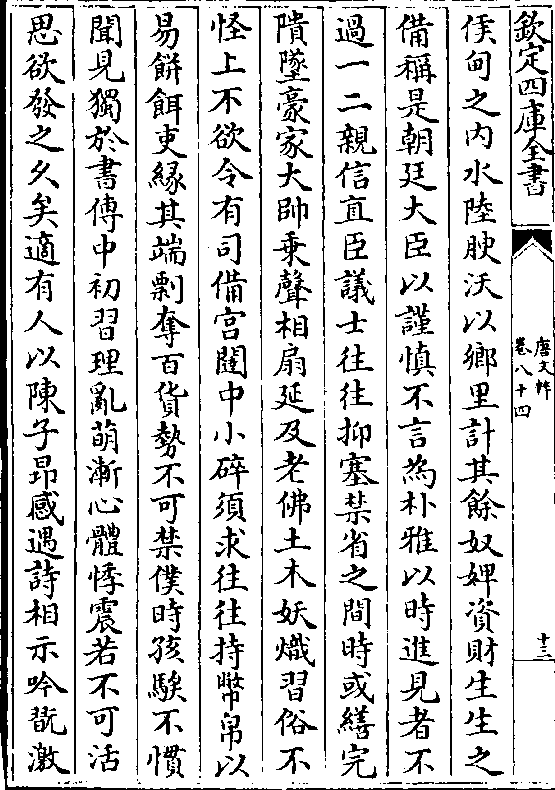 欽定四庫全書
唐文粹
卷八十四
十三
侯甸之内水陸腴沃以鄉里計其餘奴婢資財生生之
備稱是朝廷大臣以謹慎不言為朴雅以時進見者不
過一二親信直臣議士往往抑塞禁省之間時或繕完
隤墜豪家大帥乗聲相扇延及老佛土木妖熾習俗不
怪上不欲令有司備宫闥中小碎須求往往持幣帛以
易餅餌吏縁其端剽奪百貨勢不可禁僕時孩騃不慣
聞見獨於書傳中初習理亂萌漸心體悸震若不可活
思欲發之久矣適有人以陳子昻感遇詩相示吟翫激